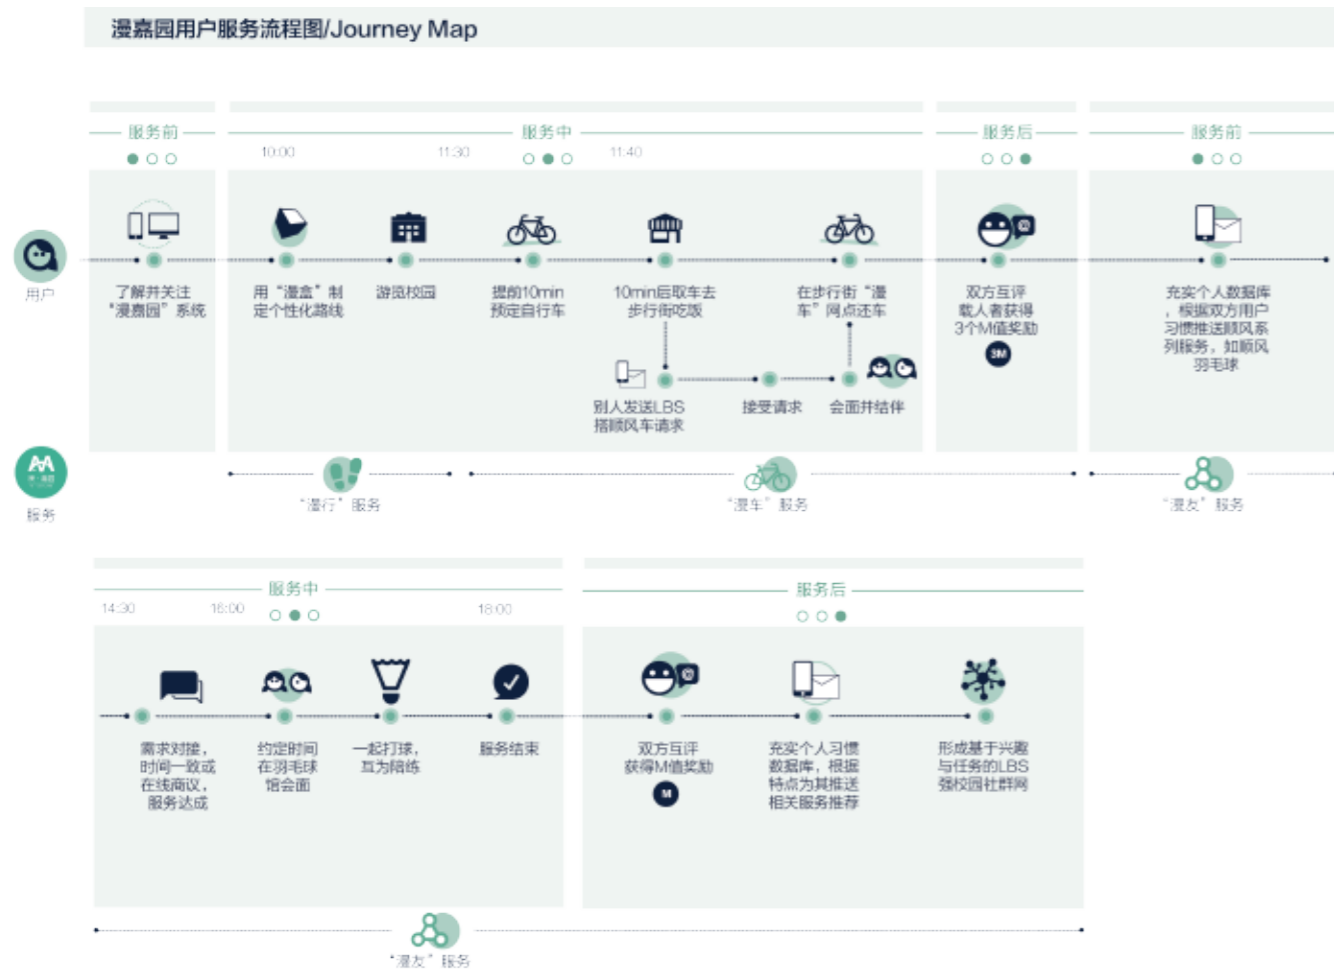 漫嘉园用户服务流程图/Journey Map
服务前
服务中
服务后
服务前
10:00
11:30
11:40
用户
了解并关注
“漫嘉园”系统
用“漫盒”制
定个性化路线
游览校园
提前10min
预定自行车
10min后取车去
步行街吃饭
在步行街“漫
车”网点还车
双方互评
载人者获得
3个M值奖励
3M
充实个人数据库
，根据双方用户
习惯推送顺风系
列服务，如顺风
羽毛球
别人发送LBS
搭顺风车请求
接受请求
会面并结伴
服务
“漫行”服务
“漫车”服务
“漫友”服务
服务中
服务后
14:30
16:00
18:00
需求对接，
时间一致或
在线商议，
服务达成
约定时间
在羽毛球
馆会面
一起打球，
互为陪练
服务结束
双方互评
获得M值奖励
M
充实个人习惯
数据库，根据
特点为其推送
相关服务推荐
形成基于兴趣
与任务的LBS
强校园社群网
“漫友”服务